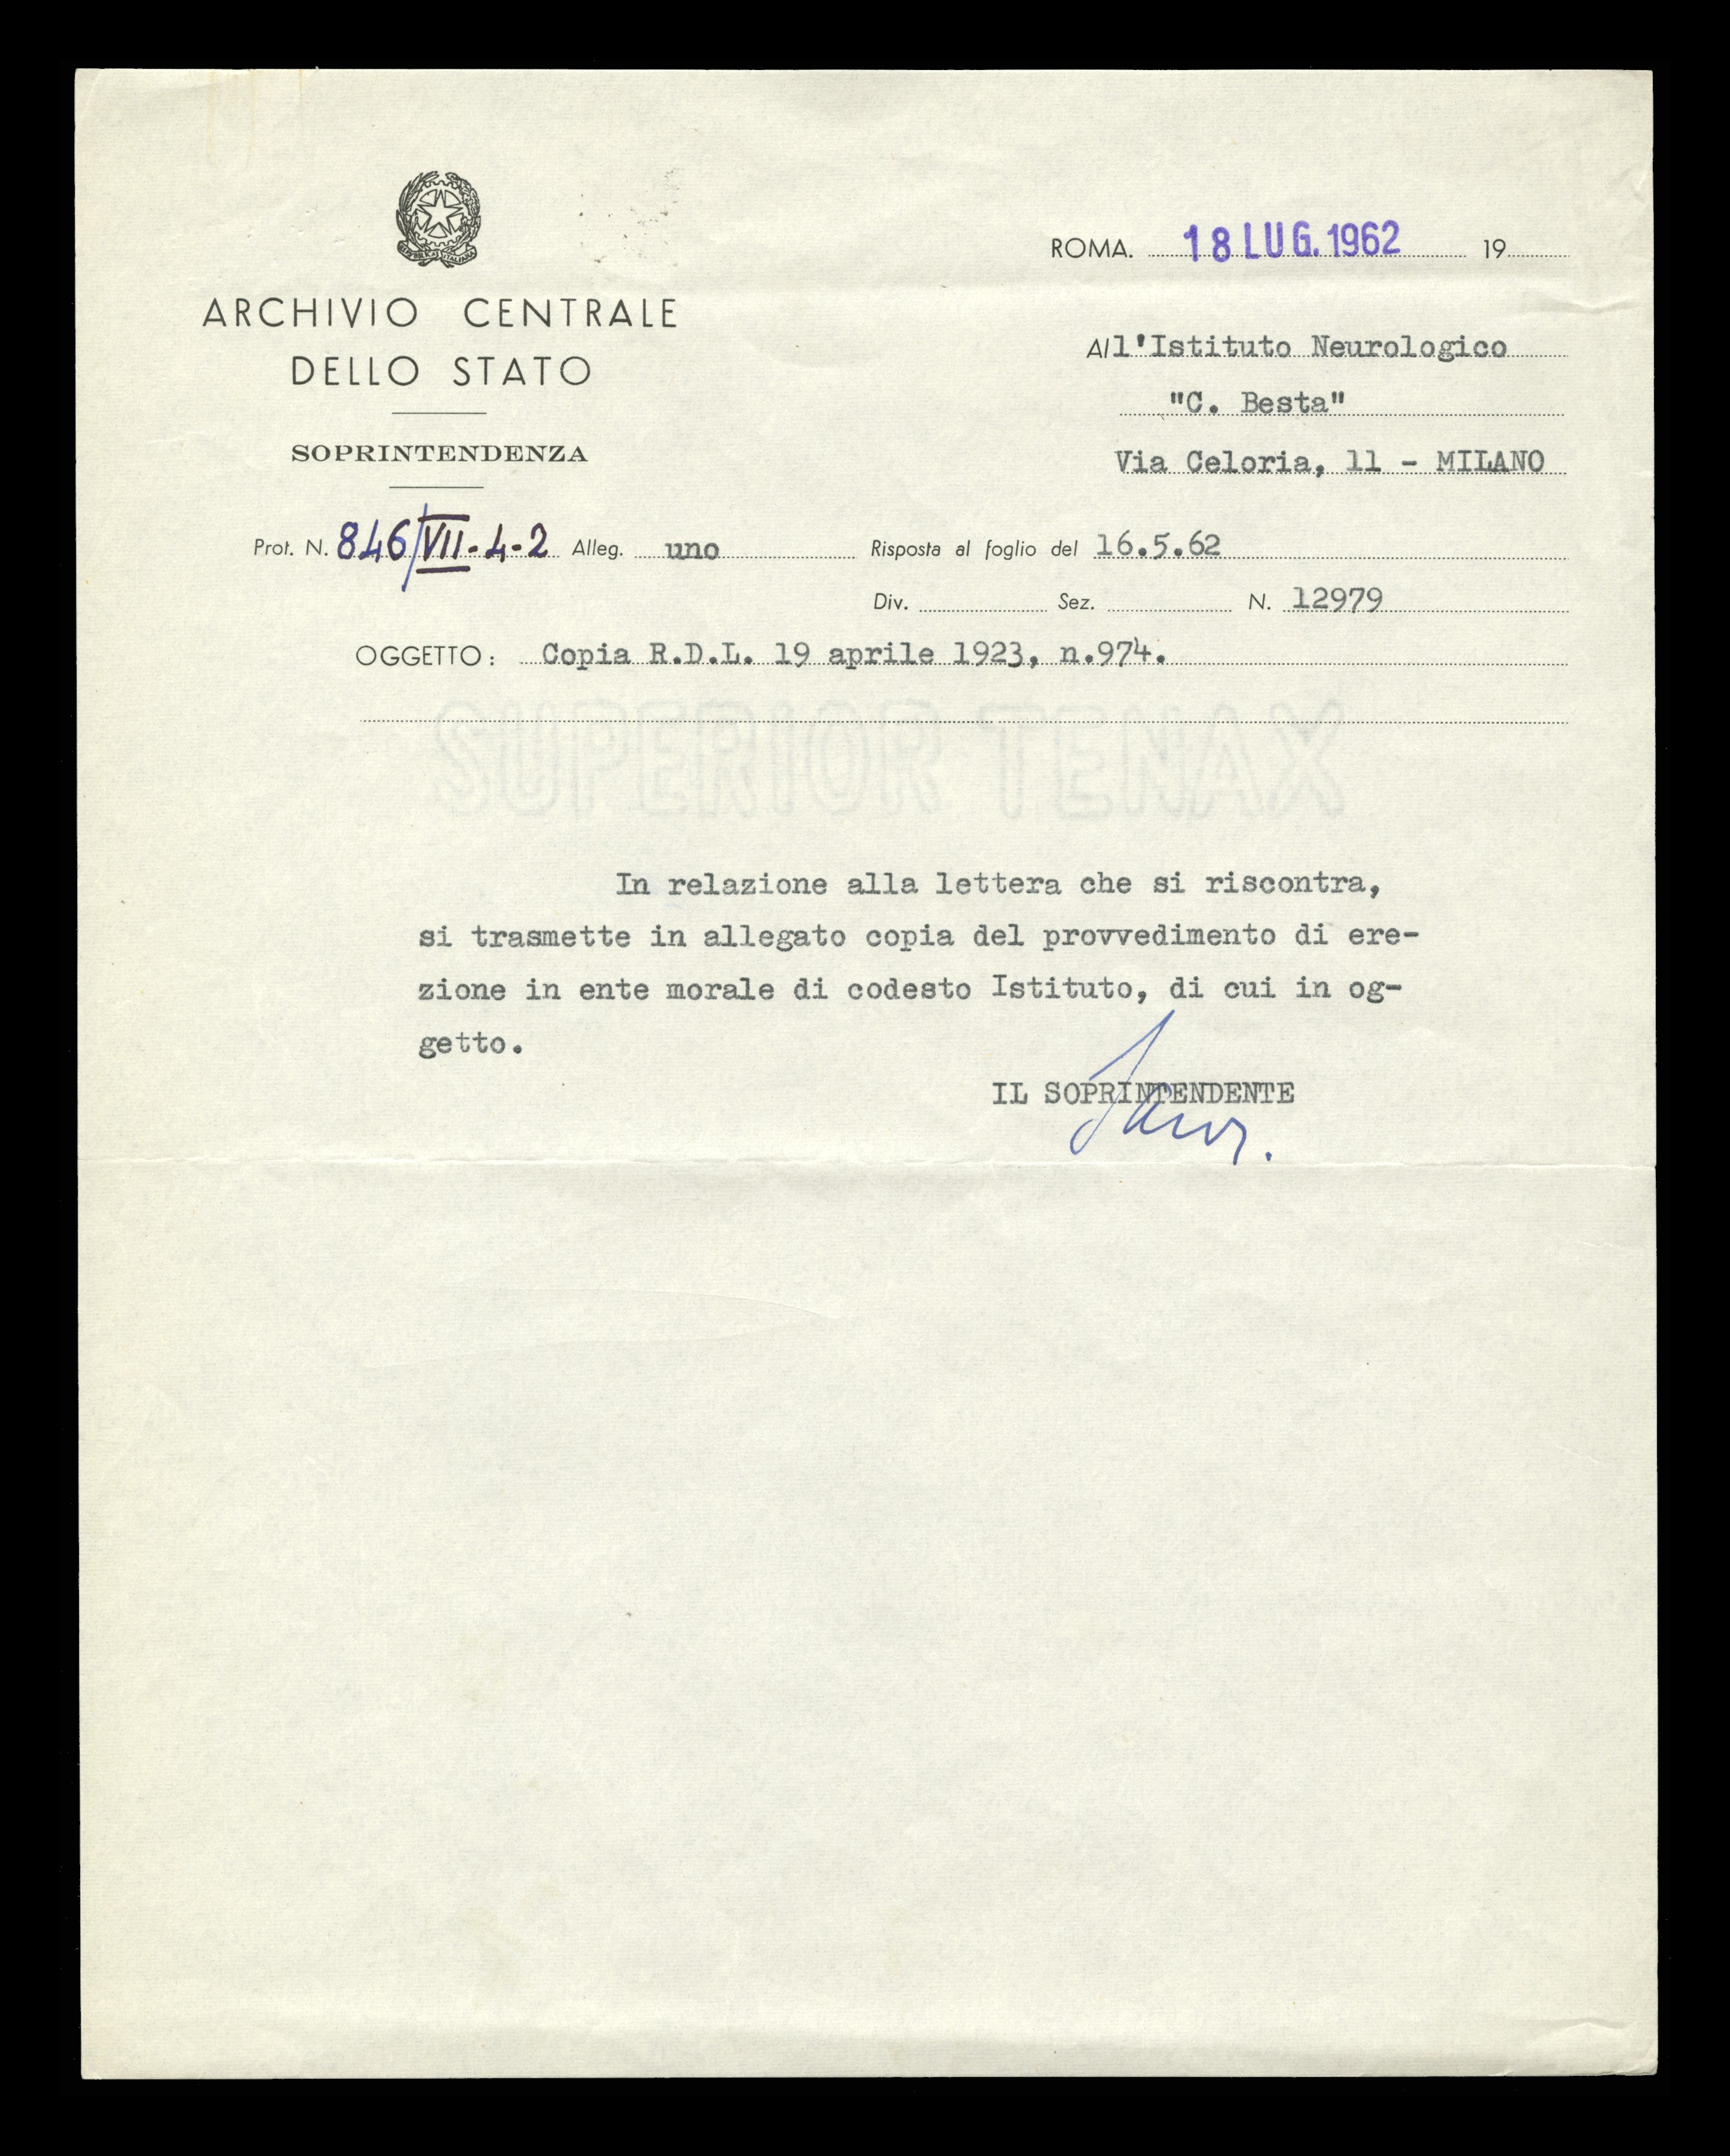 REPVBBLICA ITALIANA
ROMA. 18 LUG. 1962 19
ARCHIVIO CENTRALE
DELLO STATO
SOPRINTENDENZA
All'Istituto Neurologico
"C. Besta"
Via Celoria, 11 - MILANO
Prot. N. 846/VII-4-2 Alleg. uno Risposta al foglio del 16.5.62
Div. Sez. N. 12979
OGGETTO: Copia R.D.L. 19 aprile 1923, n.974.
SUPERIOR TENAX
In relazione alla lettera che si riscontra,
si trasmette in allegato copia del provvedimento di ere-
zione in ente morale di codesto Istituto, di cui in og-
getto.
IL SOPRINTENDENTE